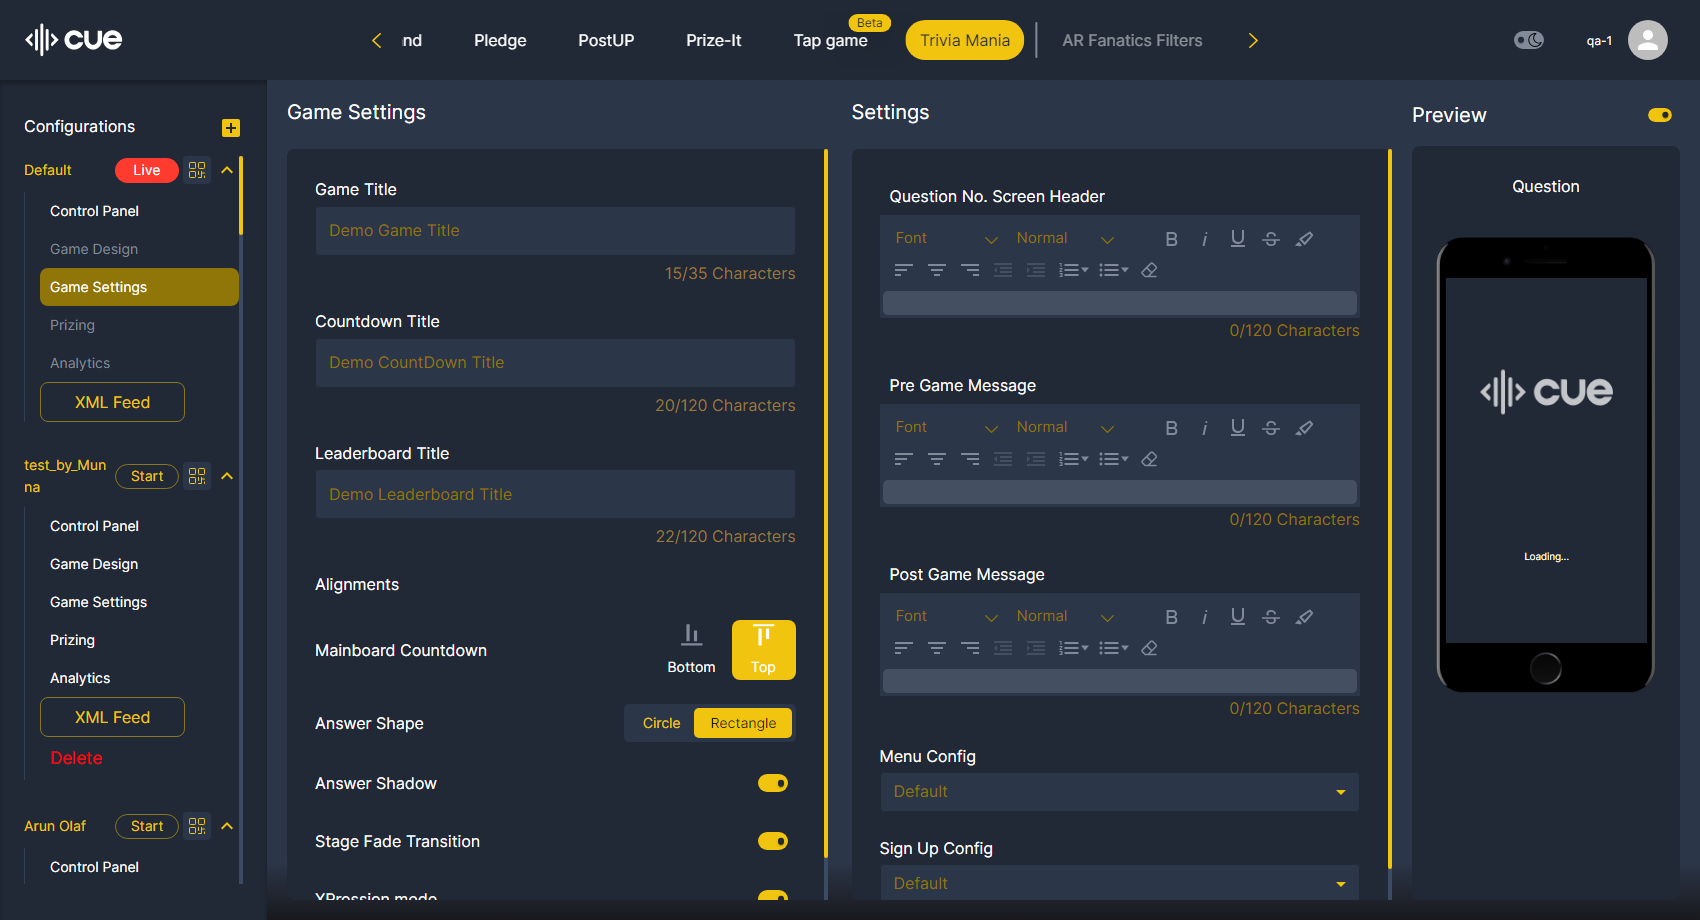 cue
nd
Pledge
PostUP
Prize-It
Tap game
Beta
Trivia Mania
AR Fanatics Filters
qa-1
Configurations
Default
Live
Control Panel
Game Design
Game Settings
Prizing
Analytics
XML Feed
test_by_Mun
na
Start
Control Panel
Game Design
Game Settings
Prizing
Analytics
XML Feed
Delete
Arun Olaf
Start
Control Panel
Game Settings
Game Title
Demo Game Title
15/35 Characters
Countdown Title
Demo CountDown Title
20/120 Characters
Leaderboard Title
Demo Leaderboard Title
22/120 Characters
Alignments
Mainboard Countdown
Bottom
Top
Answer Shape
Circle
Rectangle
Answer Shadow
Stage Fade Transition
XPression mode
Settings
Question No. Screen Header
Font
Normal
0/120 Characters
Pre Game Message
Font
Normal
0/120 Characters
Post Game Message
Font
Normal
0/120 Characters
Menu Config
Default
Sign Up Config
Default
Preview
Question
cue
Loading...